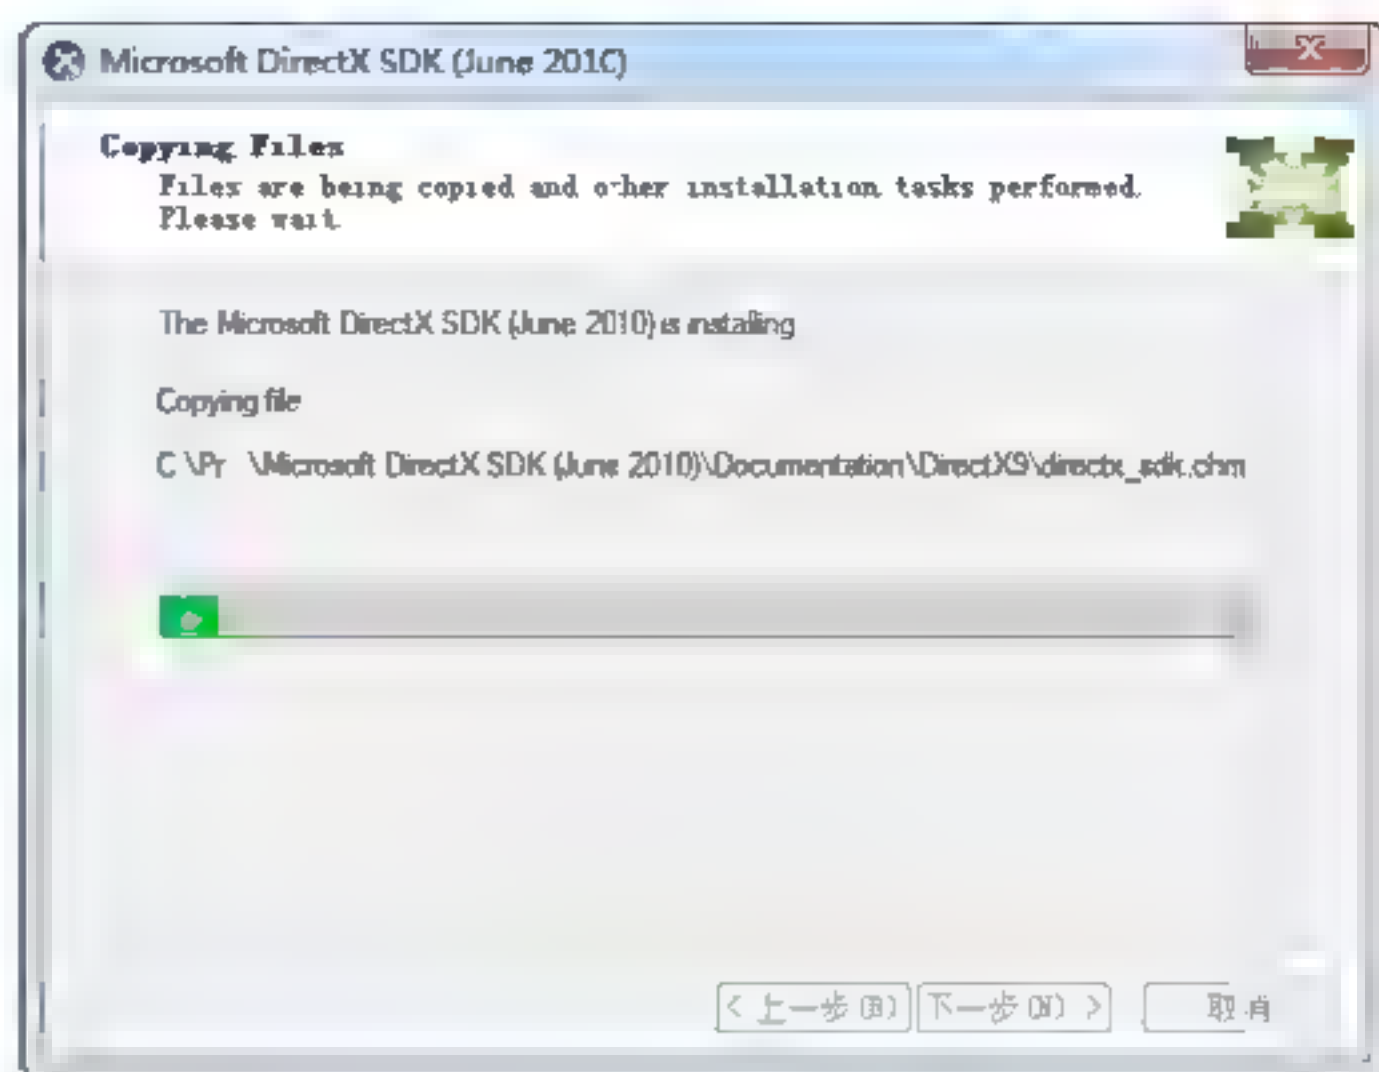 Microsoft DirectX SDK (June 2010)
Copying Files
Files are being copied and other installation tasks performed.
Please wait.
The Microsoft DirectX SDK (June 2010) is installing
Copying file
C:\Pr...\Microsoft DirectX SDK (June 2010)\Documentation\DirectX9\directx_sdk.chm
< 上一步(B) 下一步(N) > 取消